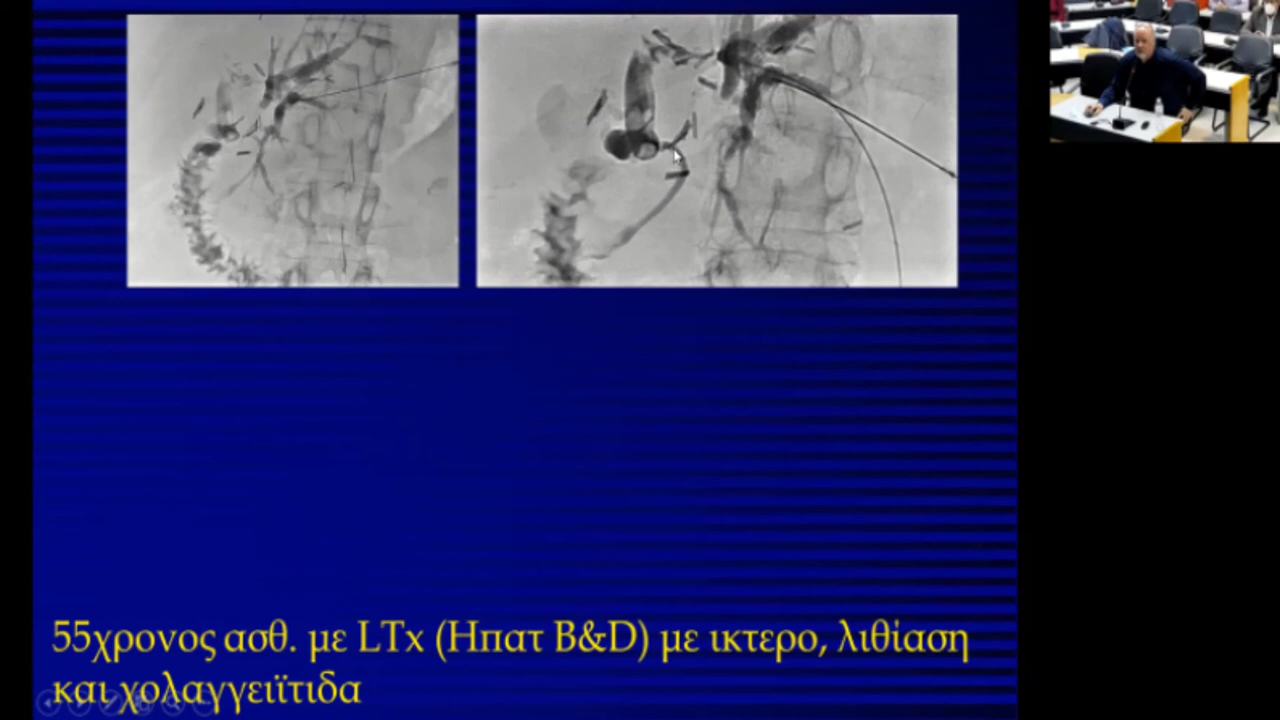 55χρονος ασθ. με LTx (Ηπατ Β&D) με ικτερο, λιθίαση
και χολαγγειϊτιδα